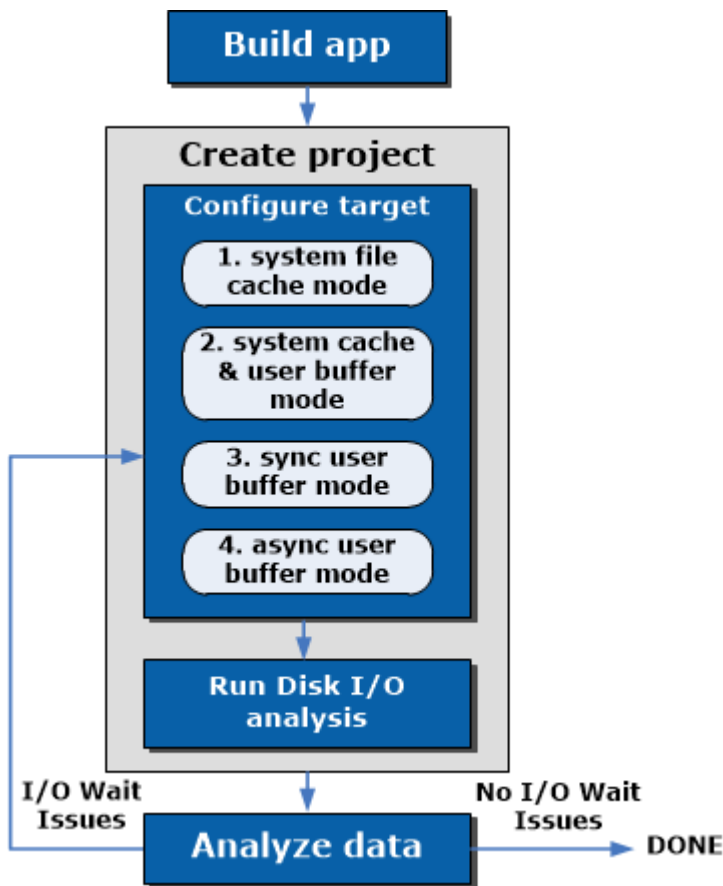 Build app
Create project
Configure target
1. system file
cache mode
2. system cache
& user buffer
mode
3. sync user
buffer mode
4. async user
buffer mode
Run Disk I/O
analysis
I/O Wait
Issues
No I/O Wait
Issues
Analyze data
DONE